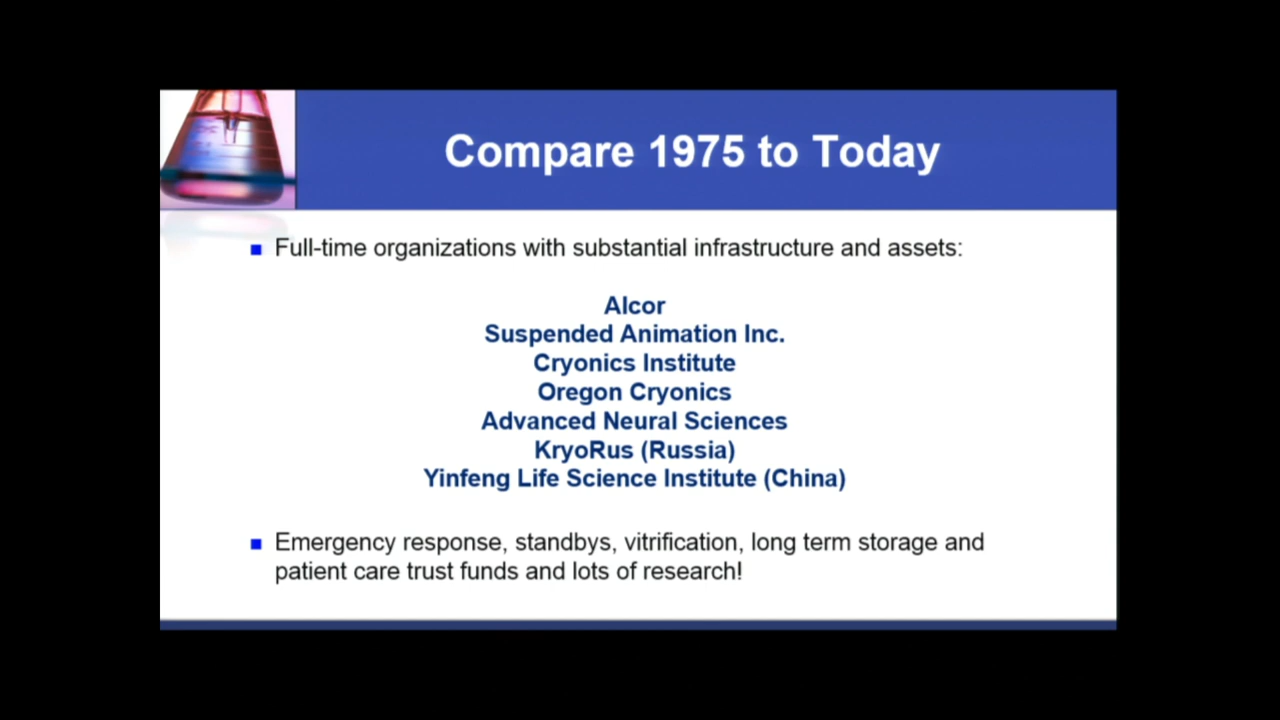 Compare 1975 to Today
Full-time organizations with substantial infrastructure and assets:
Alcor
Suspended Animation Inc.
Cryonics Institute
Oregon Cryonics
Advanced Neural Sciences
KryoRus (Russia)
Yinfeng Life Science Institute (China)
Emergency response, standbys, vitrification, long term storage and
patient care trust funds and lots of research!